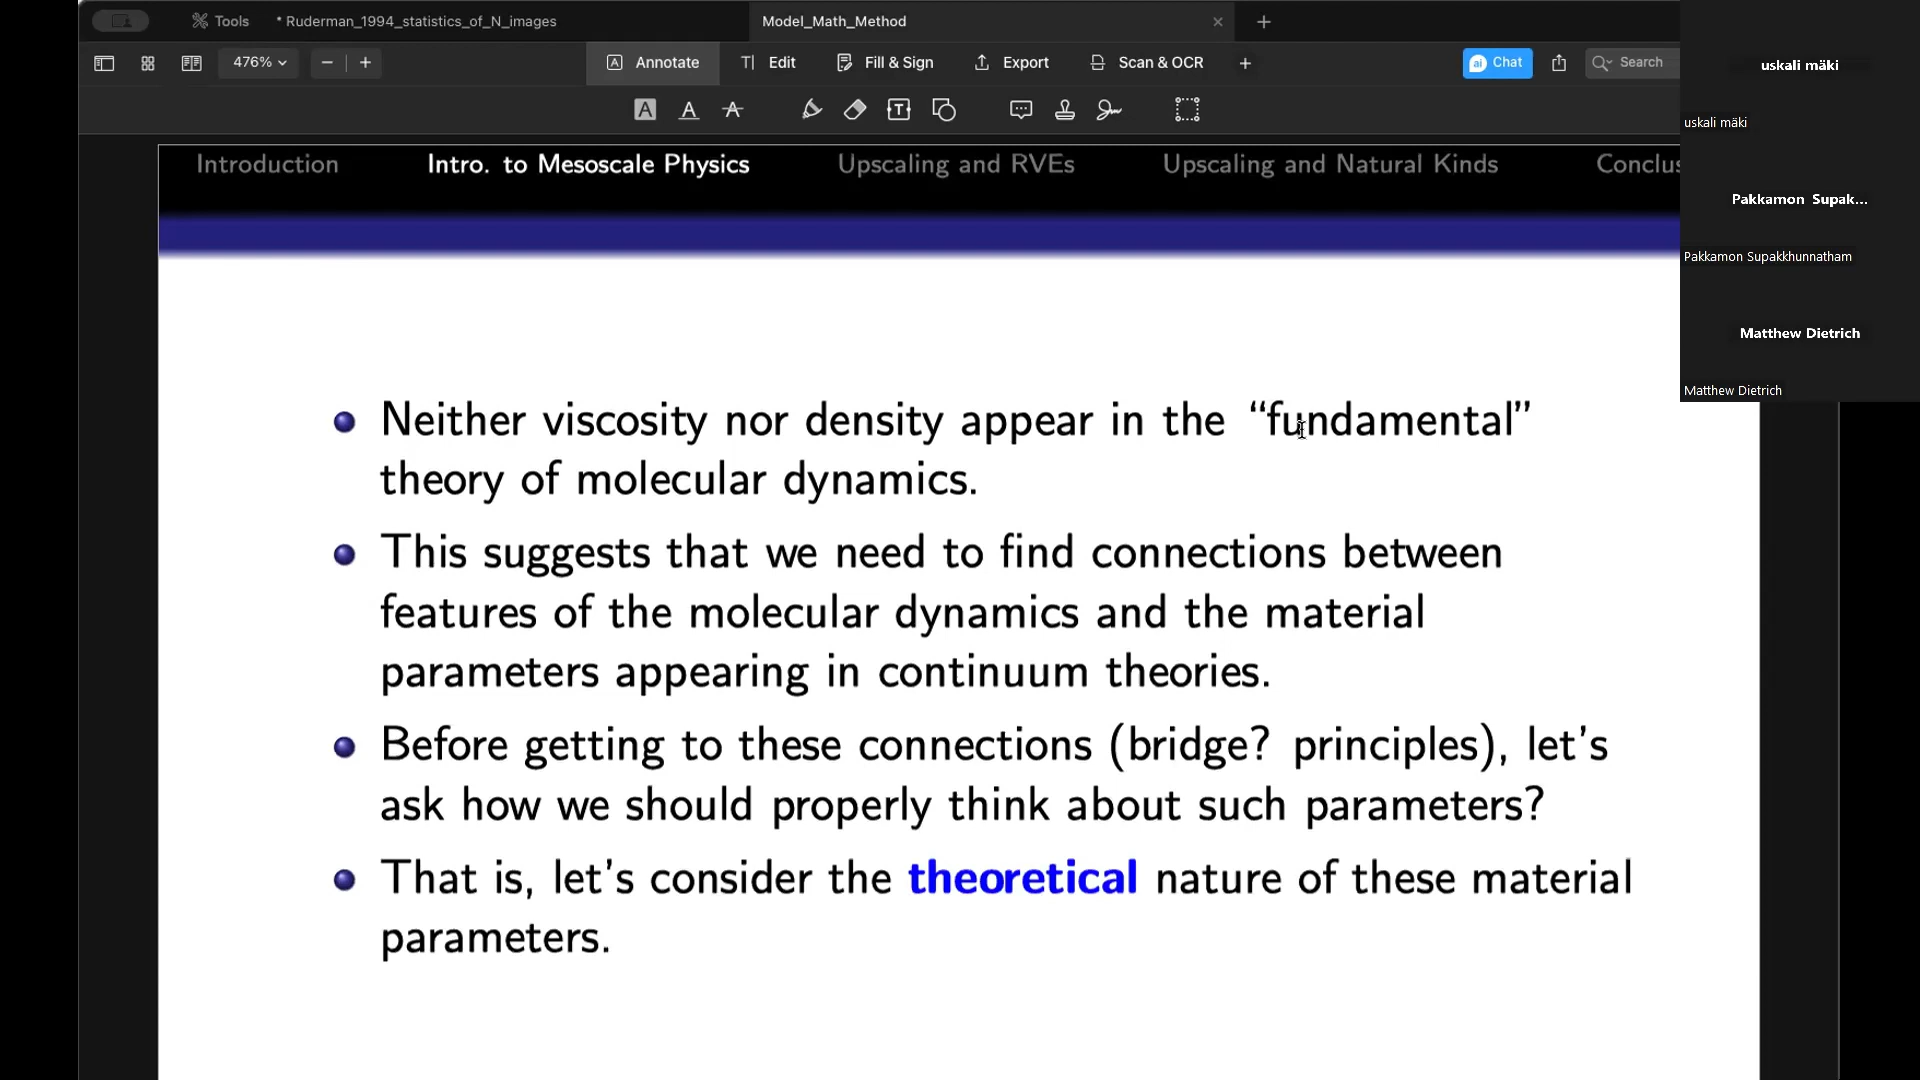 Tools
* Ruderman_1994_statistics_of_N_images
Model_Math_Method
476%
Annotate
Edit
Fill & Sign
Export
Scan & OCR
ai Chat
Search
uskali mäki
uskali mäki
Pakkamon Supak...
Pakkamon Supakkhunnatham
Matthew Dietrich
Matthew Dietrich
Introduction
Intro. to Mesoscale Physics
Upscaling and RVEs
Upscaling and Natural Kinds
Conclus
Neither viscosity nor density appear in the “fundamental”
theory of molecular dynamics.
This suggests that we need to find connections between
features of the molecular dynamics and the material
parameters appearing in continuum theories.
Before getting to these connections (bridge? principles), let’s
ask how we should properly think about such parameters?
That is, let’s consider the theoretical nature of these material
parameters.